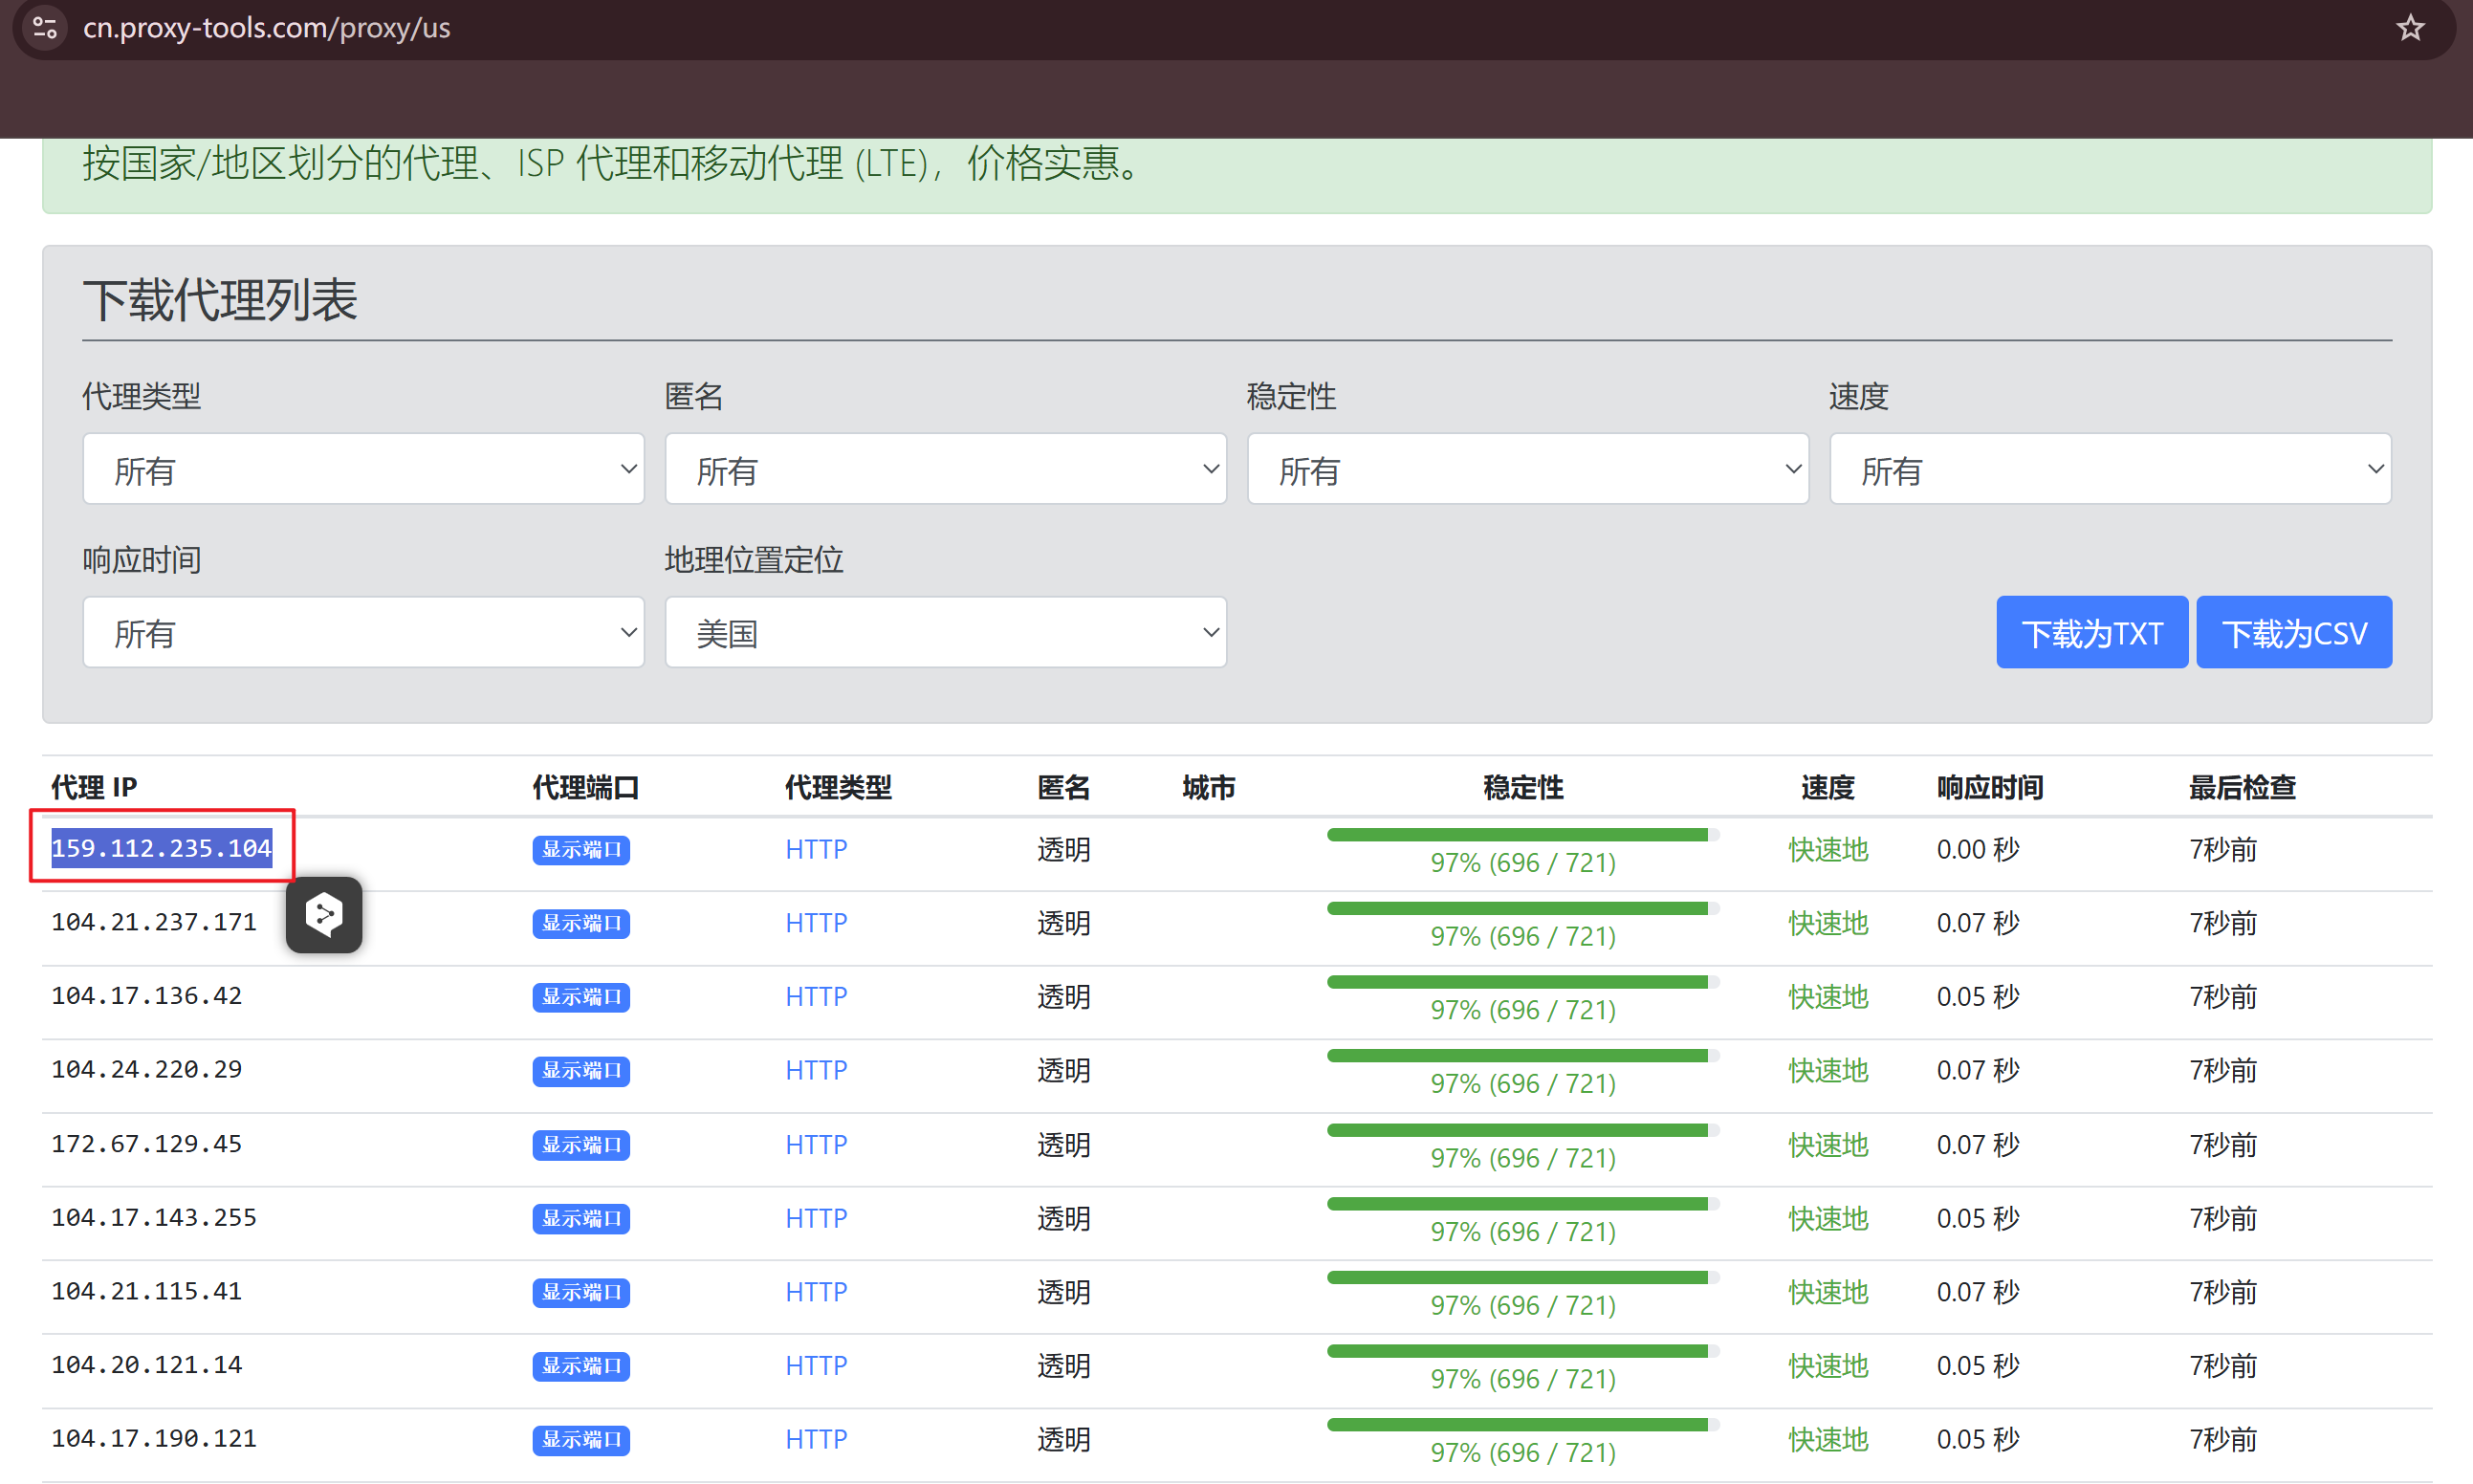 cn.proxy-tools.com/proxy/us
按国家/地区划分的代理、ISP 代理和移动代理 (LTE)，价格实惠。
下载代理列表
代理类型 匿名 稳定性 速度
所有 所有 所有 所有
响应时间 地理位置定位
所有 美国 下载为TXT 下载为CSV
代理 IP 代理端口 代理类型 匿名 城市 稳定性 速度 响应时间 最后检查
159.112.235.104 显示端口 HTTP 透明 97% (696 / 721) 快速地 0.00 秒 7秒前
104.21.237.171 显示端口 HTTP 透明 97% (696 / 721) 快速地 0.07 秒 7秒前
104.17.136.42 显示端口 HTTP 透明 97% (696 / 721) 快速地 0.05 秒 7秒前
104.24.220.29 显示端口 HTTP 透明 97% (696 / 721) 快速地 0.07 秒 7秒前
172.67.129.45 显示端口 HTTP 透明 97% (696 / 721) 快速地 0.07 秒 7秒前
104.17.143.255 显示端口 HTTP 透明 97% (696 / 721) 快速地 0.05 秒 7秒前
104.21.115.41 显示端口 HTTP 透明 97% (696 / 721) 快速地 0.07 秒 7秒前
104.20.121.14 显示端口 HTTP 透明 97% (696 / 721) 快速地 0.05 秒 7秒前
104.17.190.121 显示端口 HTTP 透明 97% (696 / 721) 快速地 0.05 秒 7秒前